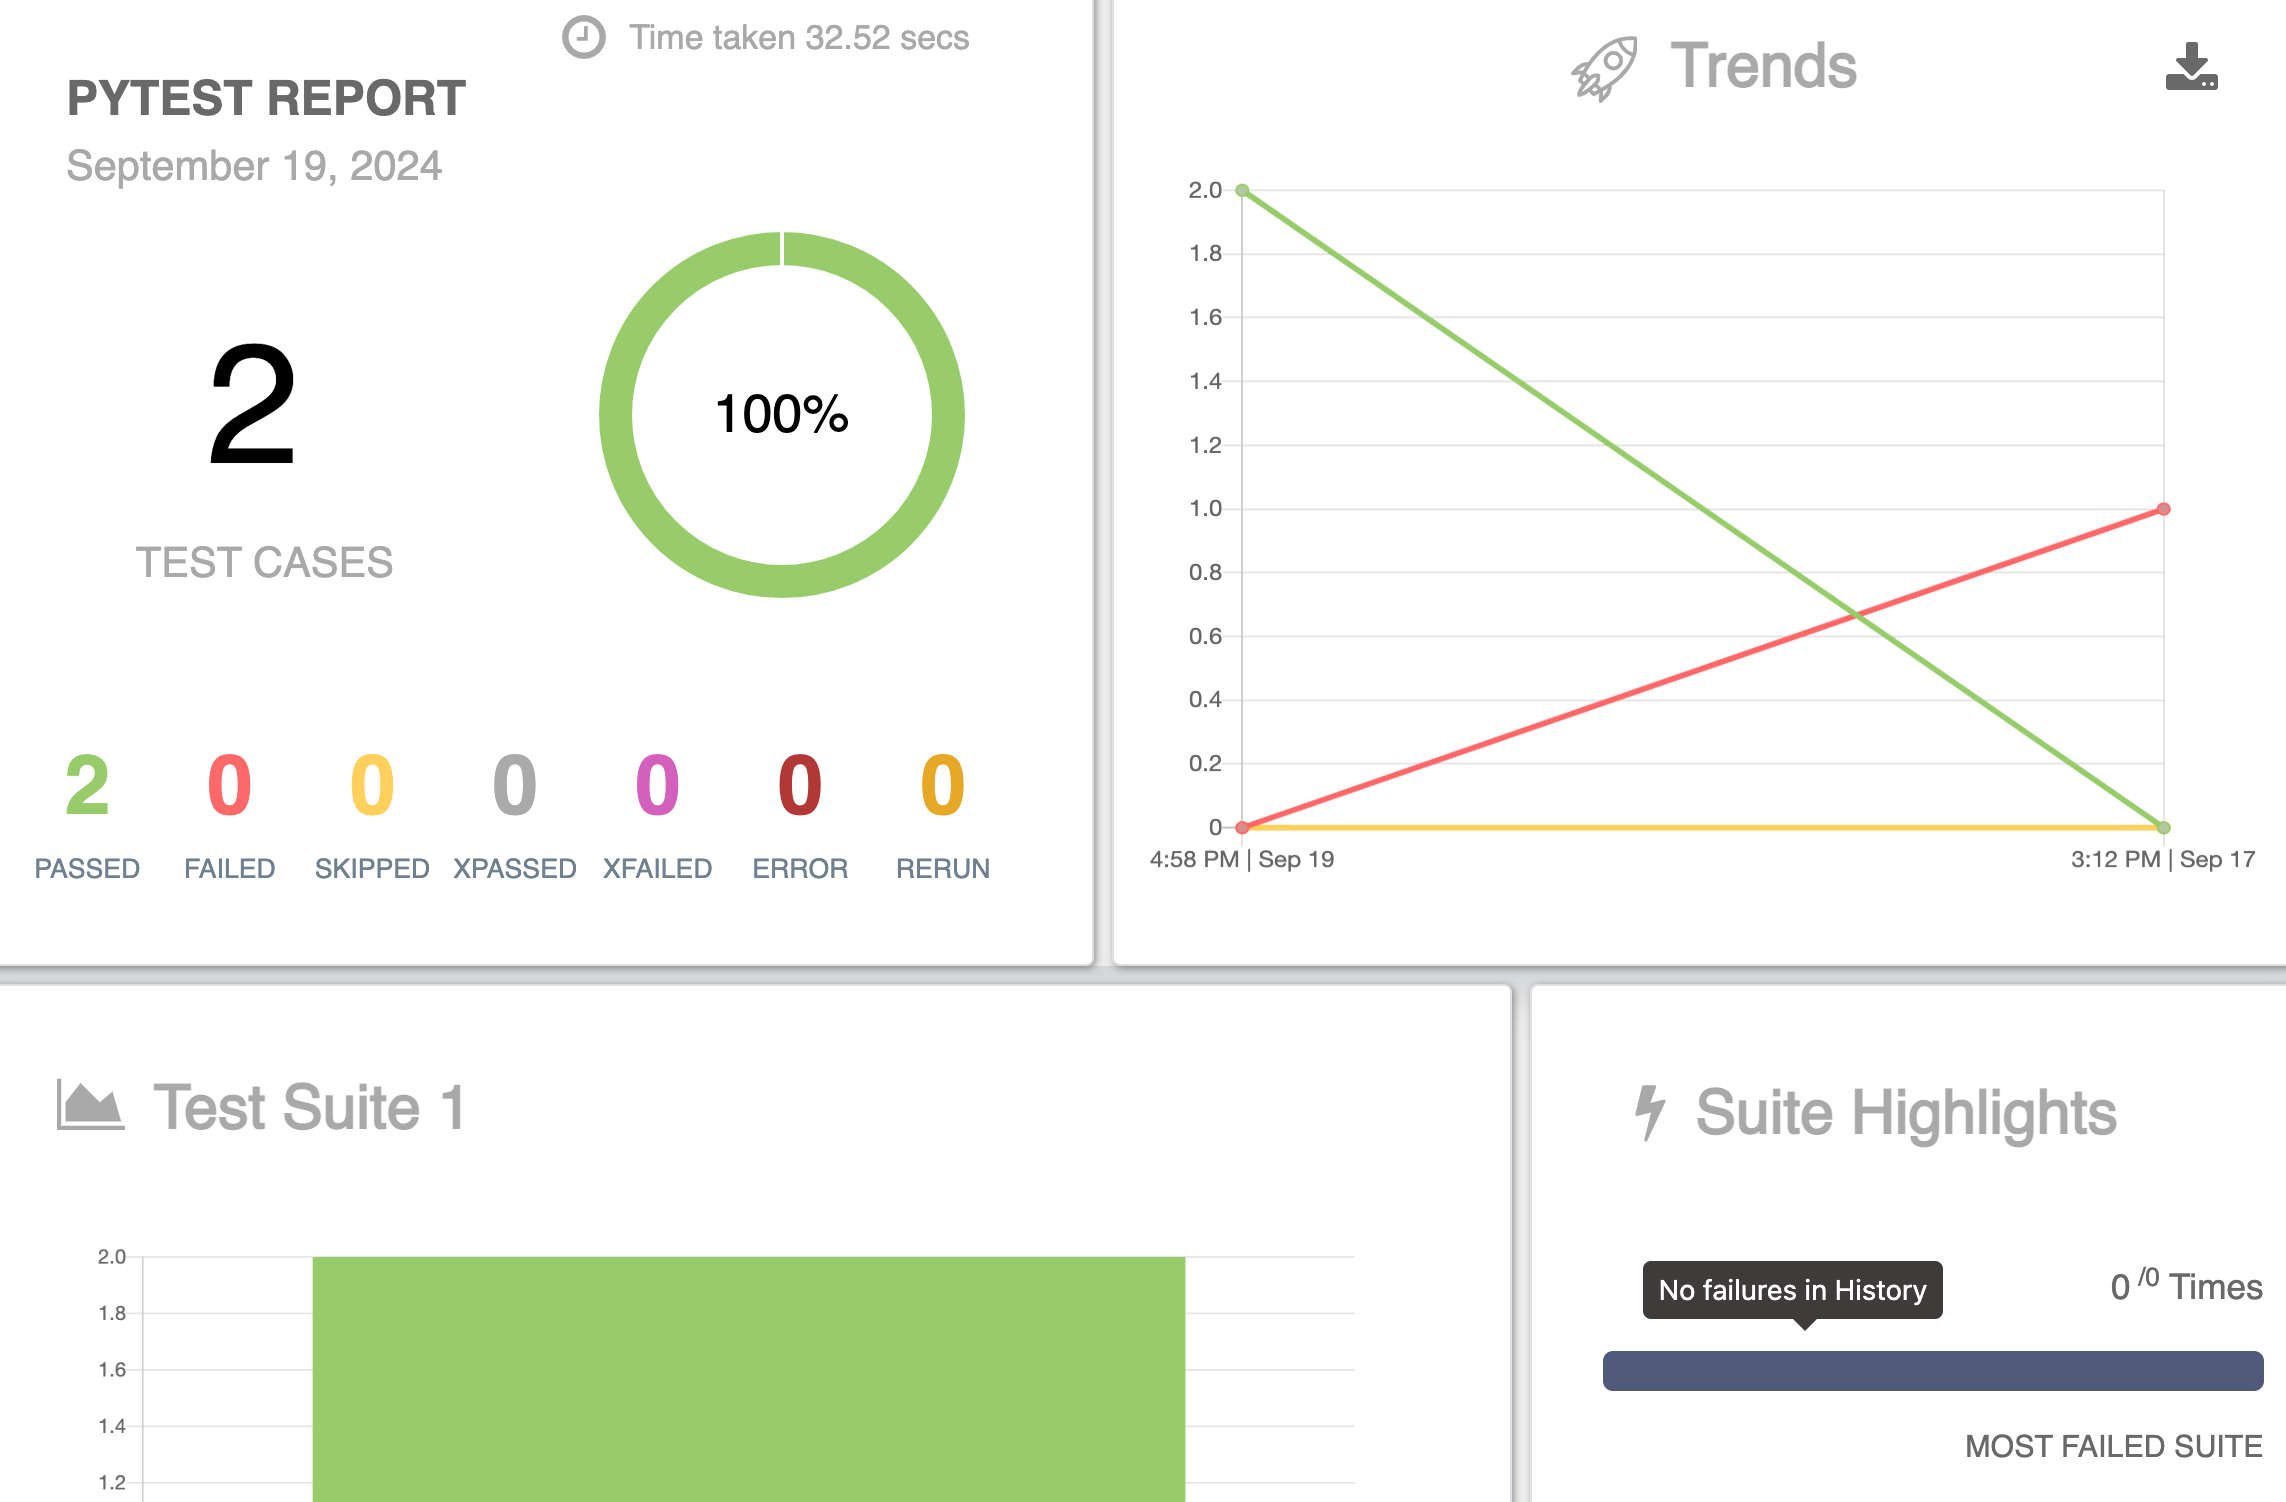 Time taken 32.52 secs
PYTEST REPORT
September 19, 2024
2
TEST CASES
100%
2 0 0 0 0 0 0
PASSED FAILED SKIPPED XPASSED XFAILED ERROR RERUN
Trends
2.0
1.8
1.6
1.4
1.2
1.0
0.8
0.6
0.4
0.2
0
4:58 PM | Sep 19 3:12 PM | Sep 17
Test Suite 1
2.0
1.8
1.6
1.4
1.2
Suite Highlights
No failures in History
0 /0 Times
MOST FAILED SUITE